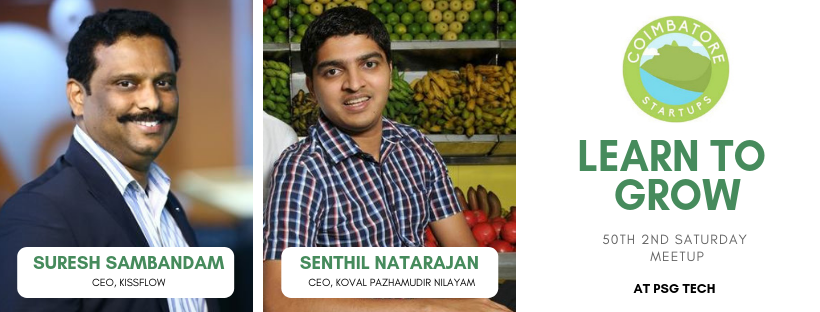 SURESH SAMBANDAM
CEO, KISSFLOW
SENTHIL NATARAJAN
CEO, KOVAL PAZHAMUDIR NILAYAM
COIMBATORE
STARTUPS
LEARN TO
GROW
50TH 2ND SATURDAY
MEETUP
AT PSG TECH